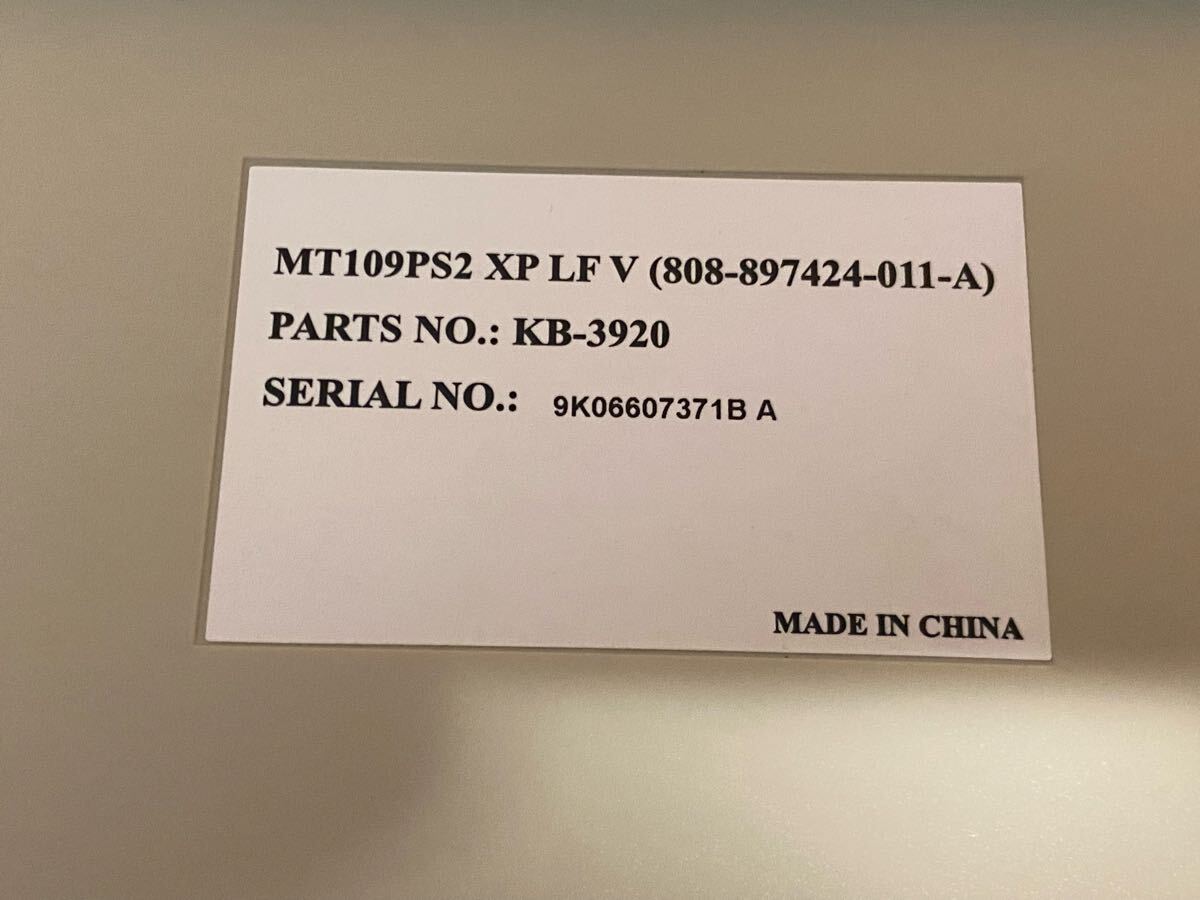 MT109PS2 XP LF V (808-897424-011-A)
PARTS NO.: KB-3920
SERIAL NO.: 9K06607371B A
MADE IN CHINA